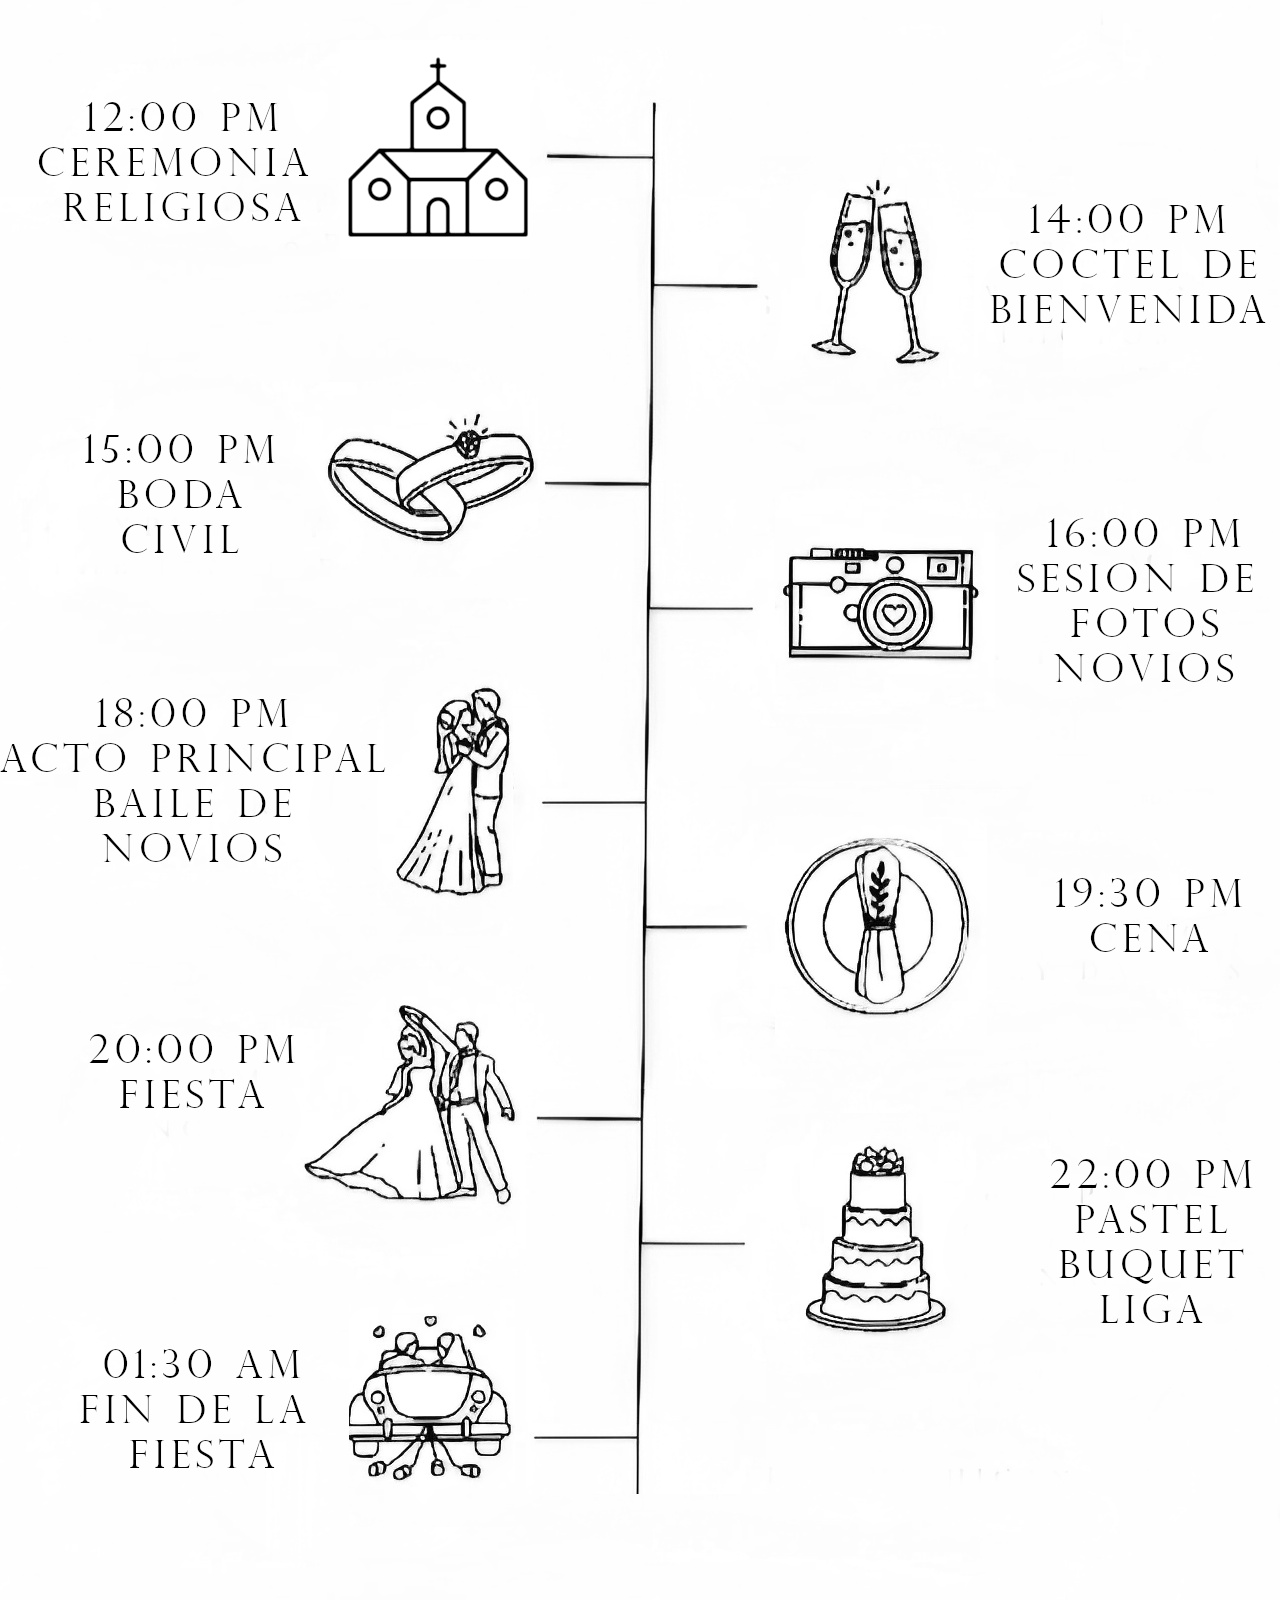 12:00 PM
CEREMONIA
RELIGIOSA
14:00 PM
COCTEL DE
BIENVENIDA
15:00 PM
BODA
CIVIL
16:00 PM
SESION DE
FOTOS
NOVIOS
18:00 PM
ACTO PRINCIPAL
BAILE DE
NOVIOS
19:30 PM
CENA
20:00 PM
FIESTA
22:00 PM
PASTEL
BUQUET
LIGA
01:30 AM
FIN DE LA
FIESTA